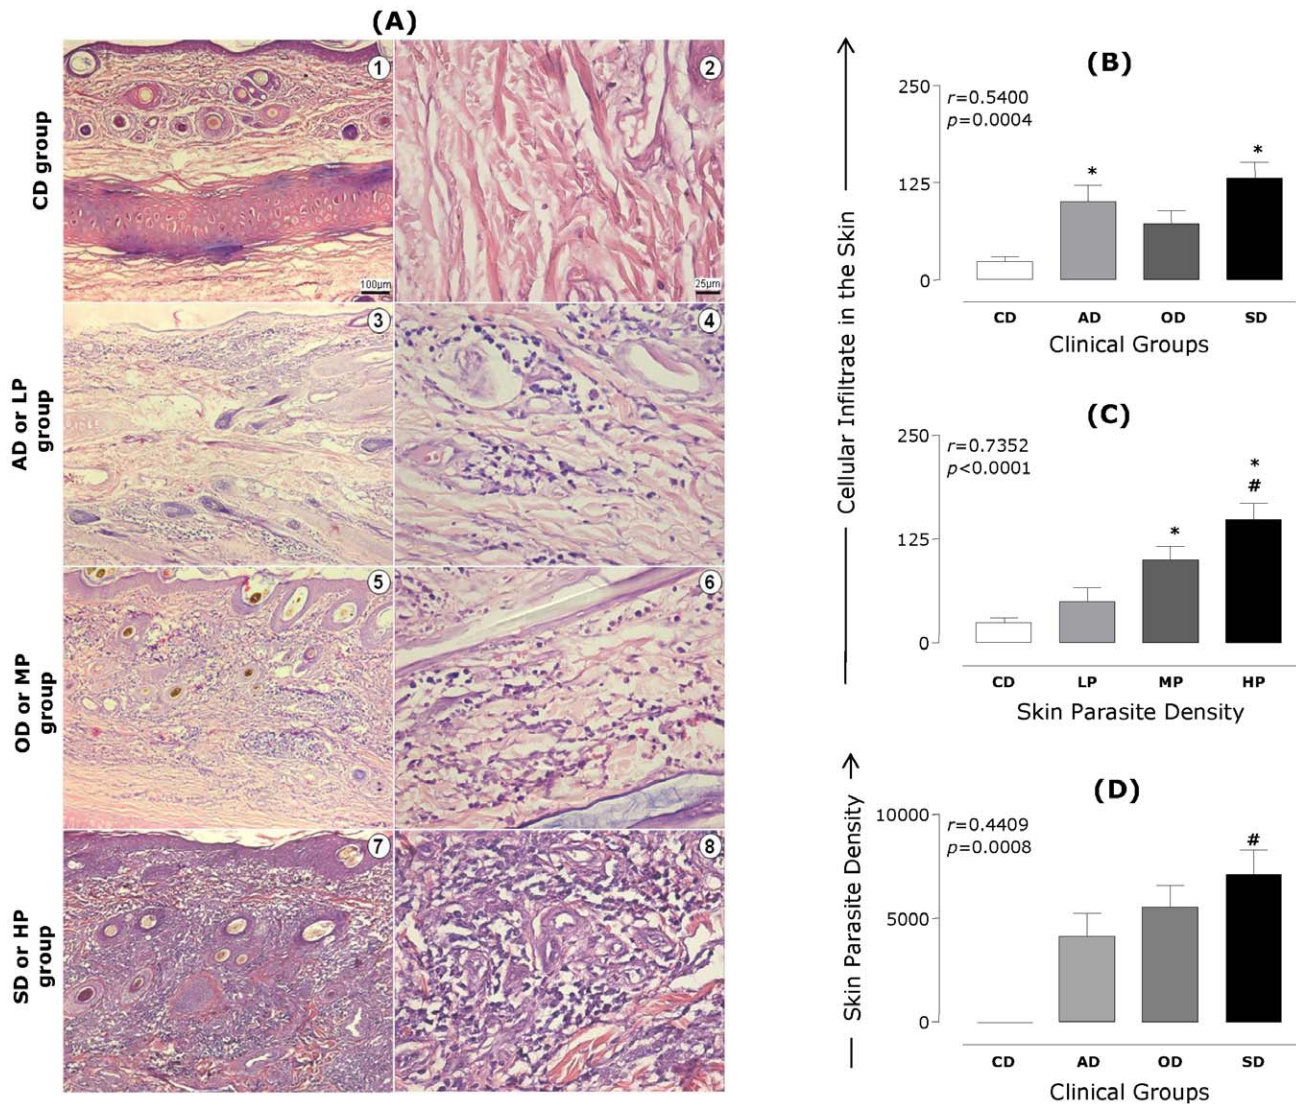 (A)
CD group
1
2
100µm
25µm
AD or LP
group
3
4
OD or MP
group
5
6
SD or HP
group
7
8
Cellular Infiltrate in the Skin
(B)
r=0.5400
p=0.0004
250
125
0
*
*
CD AD OD SD
Clinical Groups
(C)
r=0.7352
p<0.0001
250
125
0
*
*
#
CD LP MP HP
Skin Parasite Density
Skin Parasite Density
(D)
r=0.4409
p=0.0008
10000
5000
0
#
CD AD OD SD
Clinical Groups